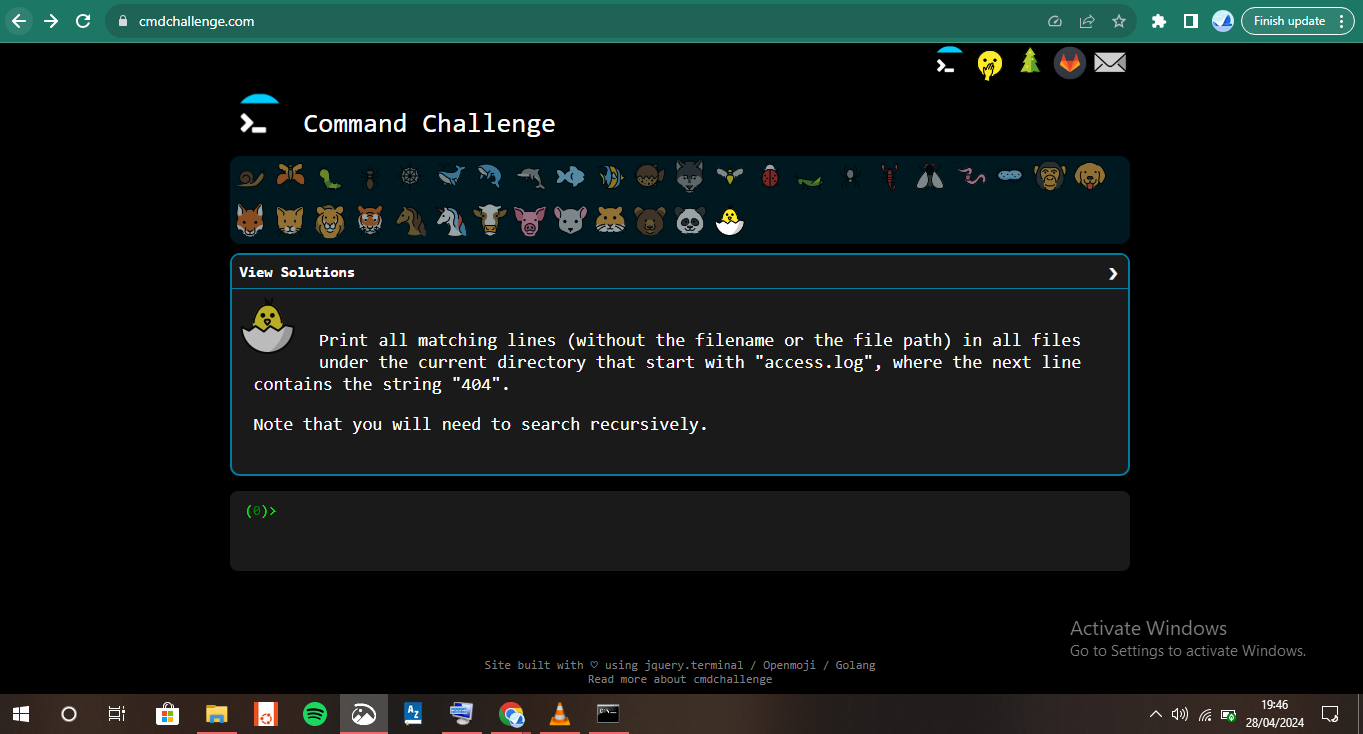 cmdchallenge.com
Finish update
Command Challenge
View Solutions
Print all matching lines (without the filename or the file path) in all files
under the current directory that start with "access.log", where the next line
contains the string "404".
Note that you will need to search recursively.
(0)>
Activate Windows
Go to Settings to activate Windows.
Site built with ♡ using jquery.terminal / Openmoji / Golang
Read more about cmdchallenge
A Z
19:46
28/04/2024